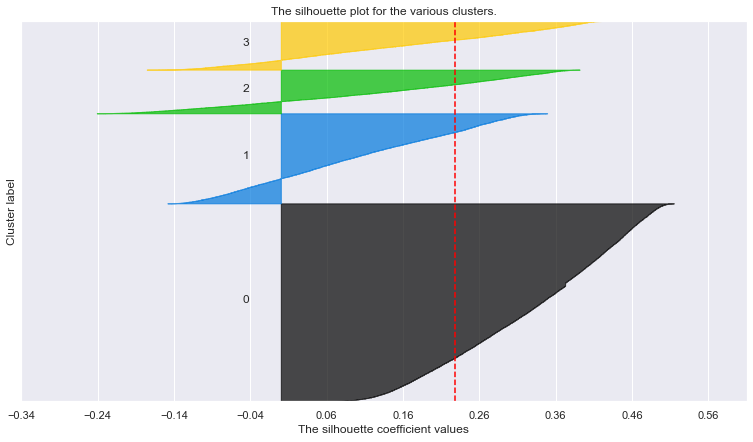 The silhouette plot for the various clusters.
3
2
1
0
Cluster label
−0.34 −0.24 −0.14 −0.04 0.06 0.16 0.26 0.36 0.46 0.56
The silhouette coefficient values